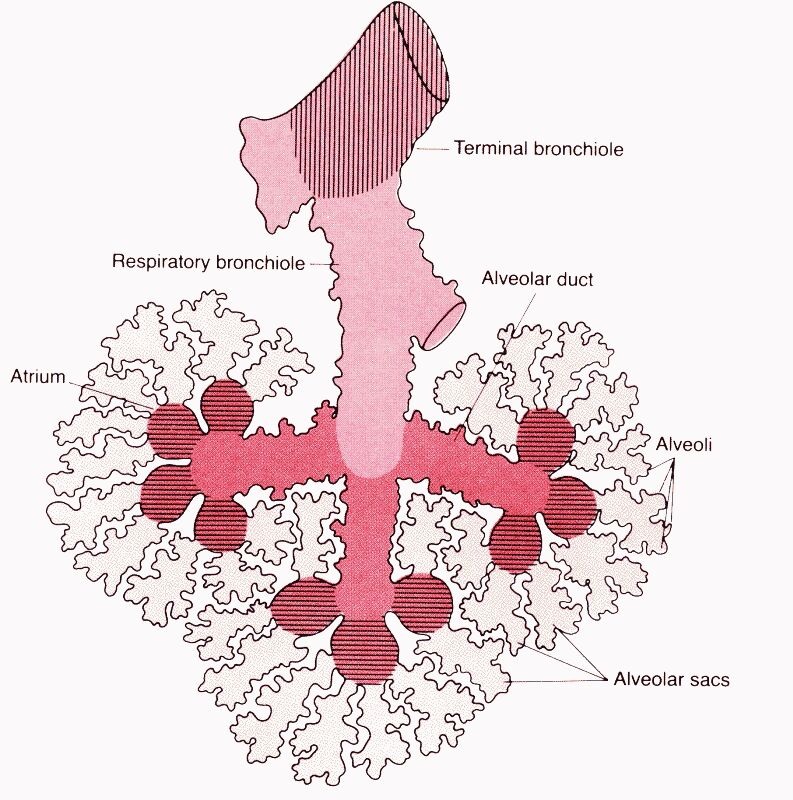 Terminal bronchiole
Respiratory bronchiole
Alveolar duct
Atrium
Alveoli
Alveolar sacs